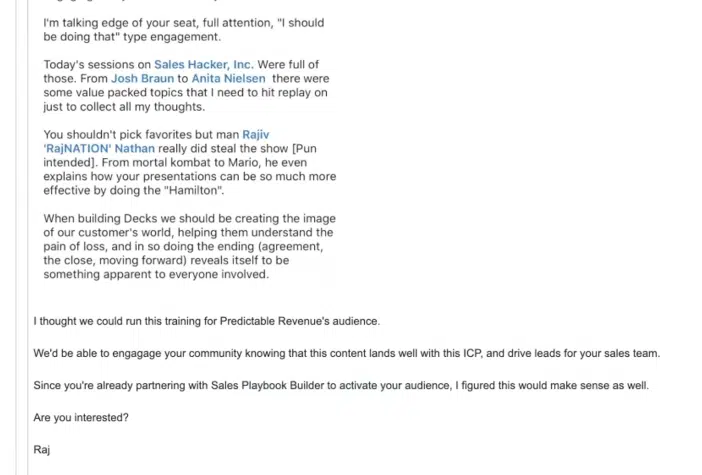 I'm talking edge of your seat, full attention, "I should
be doing that" type engagement.
Today's sessions on Sales Hacker, Inc. Were full of
those. From Josh Braun to Anita Nielsen there were
some value packed topics that I need to hit replay on
just to collect all my thoughts.
You shouldn't pick favorites but man Rajiv
'RajNATION' Nathan really did steal the show [Pun
intended]. From mortal kombat to Mario, he even
explains how your presentations can be so much more
effective by doing the "Hamilton".
When building Decks we should be creating the image
of our customer's world, helping them understand the
pain of loss, and in so doing the ending (agreement,
the close, moving forward) reveals itself to be
something apparent to everyone involved.
I thought we could run this training for Predictable Revenue's audience.
We'd be able to engagage your community knowing that this content lands well with this ICP, and drive leads for your sales team.
Since you're already partnering with Sales Playbook Builder to activate your audience, I figured this would make sense as well.
Are you interested?
Raj